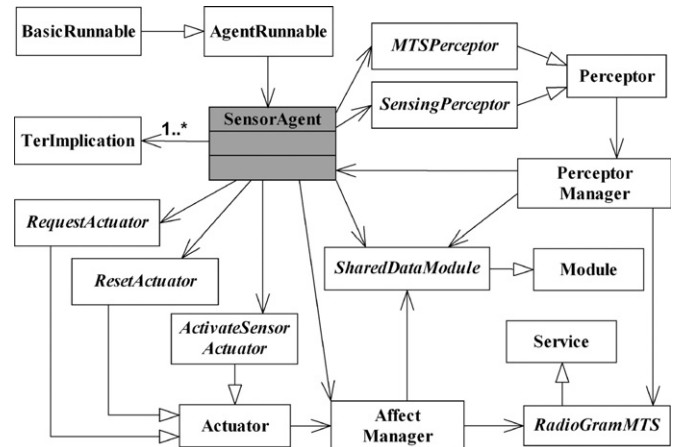 BasicRunnable
AgentRunnable
MTSPerceptor
Perceptor
SensingPerceptor
SensorAgent
1..*
TerImplication
Perceptor
Manager
RequestActuator
ResetActuator
SharedDataModule
Module
ActivateSensor
Actuator
Service
Actuator
Affect
Manager
RadioGramMTS